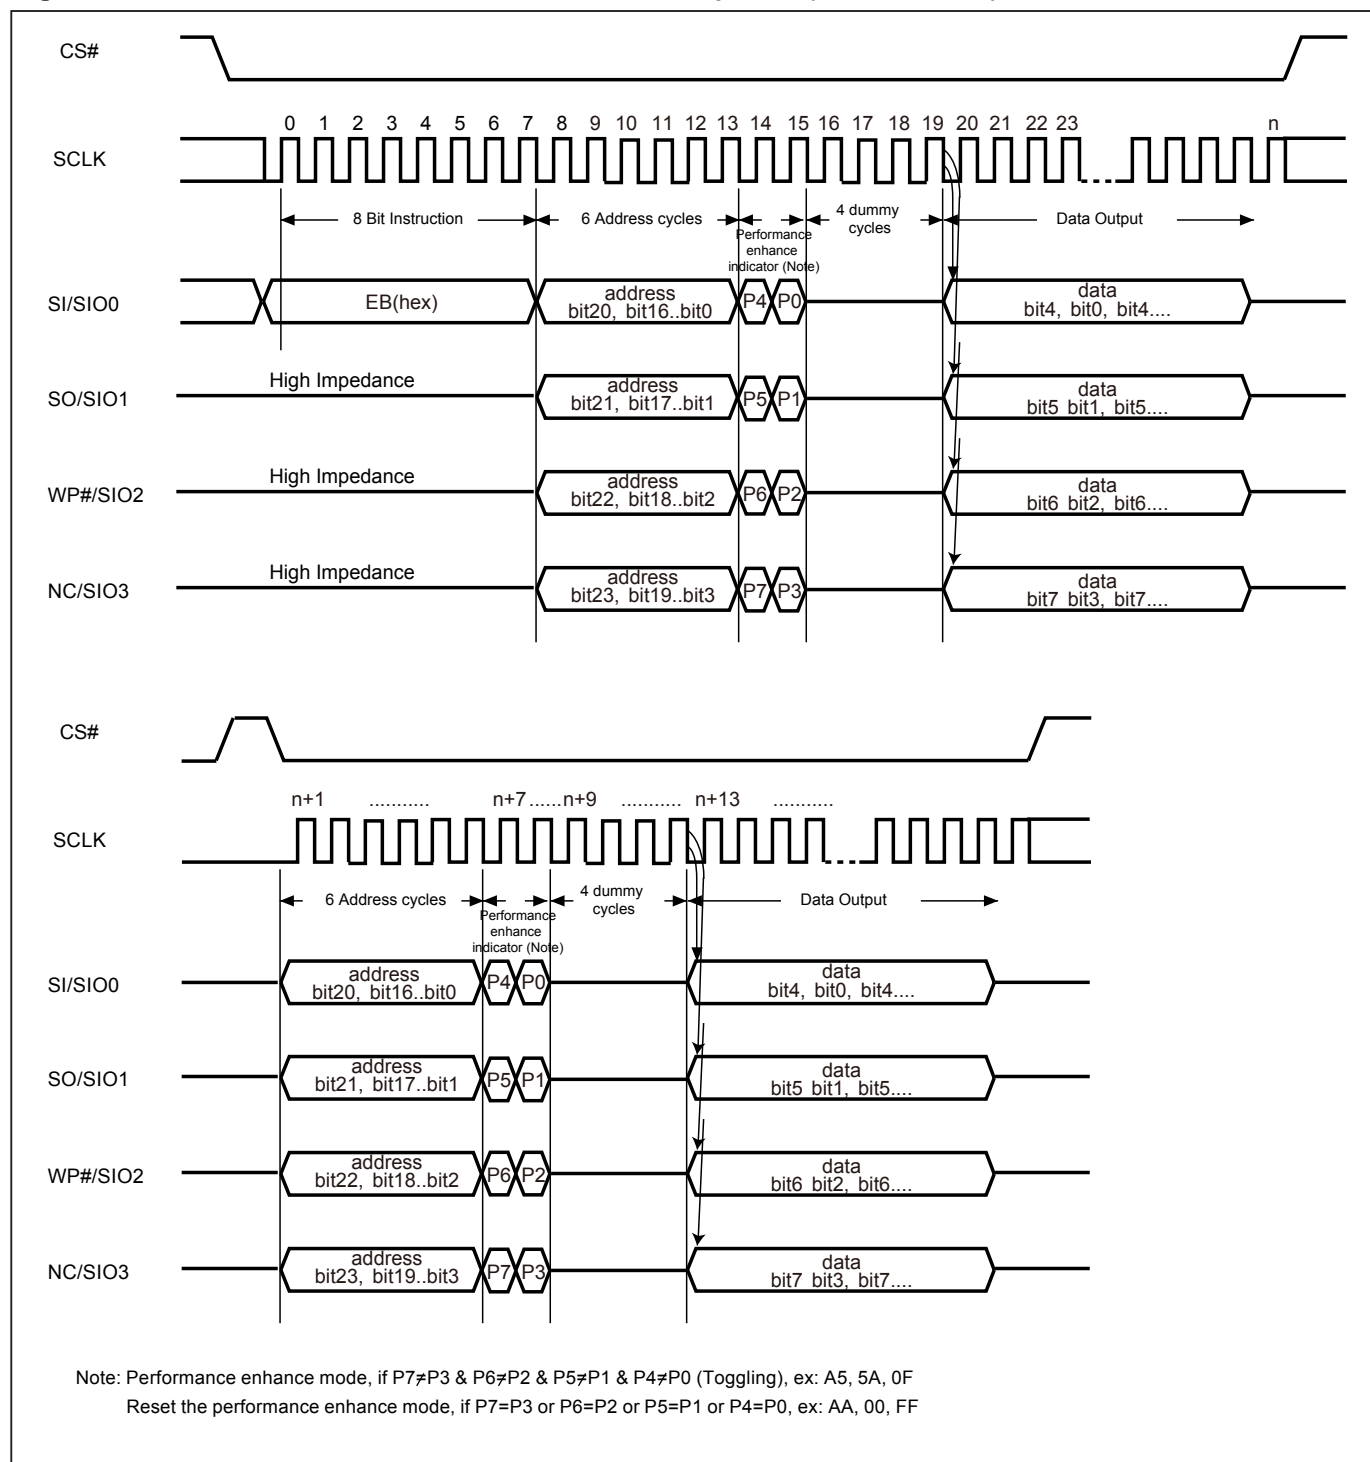 CS#
0 1 2 3 4 5 6 7 8 9 10 11 12 13 14 15 16 17 18 19 20 21 22 23 n
SCLK
8 Bit Instruction 6 Address cycles 4 dummy cycles Data Output
Performance enhance indicator (Note)
SI/SIO0 EB(hex) address bit20, bit16..bit0 P4 P0 data bit4, bit0, bit4....
High Impedance
SO/SIO1 address bit21, bit17..bit1 P5 P1 data bit5 bit1, bit5....
High Impedance
WP#/SIO2 address bit22, bit18..bit2 P6 P2 data bit6 bit2, bit6....
High Impedance
NC/SIO3 address bit23, bit19..bit3 P7 P3 data bit7 bit3, bit7....
CS#
n+1 ........... n+7 ......n+9 ........... n+13 ...........
SCLK
6 Address cycles 4 dummy cycles Data Output
Performance enhance indicator (Note)
SI/SIO0 address bit20, bit16..bit0 P4 P0 data bit4, bit0, bit4....
SO/SIO1 address bit21, bit17..bit1 P5 P1 data bit5 bit1, bit5....
WP#/SIO2 address bit22, bit18..bit2 P6 P2 data bit6 bit2, bit6....
NC/SIO3 address bit23, bit19..bit3 P7 P3 data bit7 bit3, bit7....
Note: Performance enhance mode, if P7≠P3 & P6≠P2 & P5≠P1 & P4≠P0 (Toggling), ex: A5, 5A, 0F
Reset the performance enhance mode, if P7=P3 or P6=P2 or P5=P1 or P4=P0, ex: AA, 00, FF